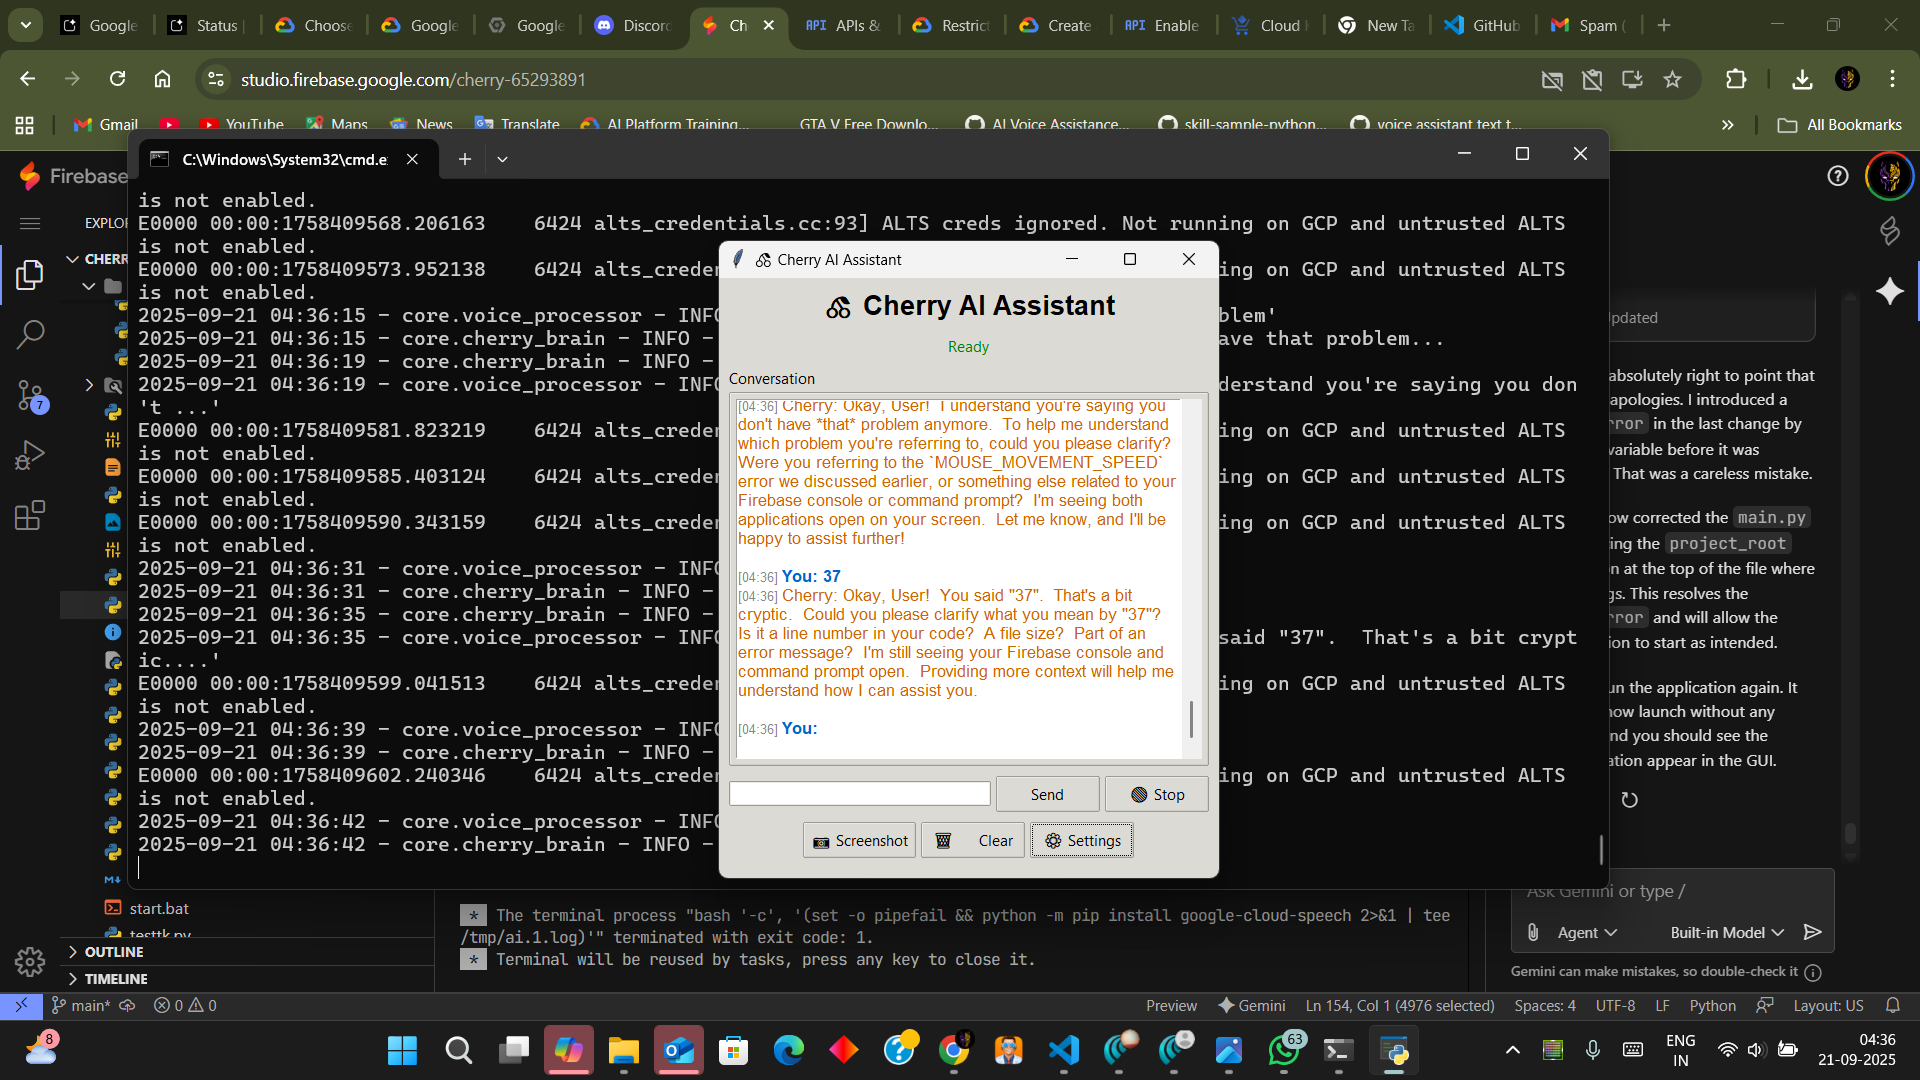 Google
Status
Choose
Google
Google
Discord
Ch
APIs &
Restric
Create
Enable
Cloud
New Ta
GitHub
Spam (
studio.firebase.google.com/cherry-65293891
Gmail
YouTube
Maps
News
Translate
AI Platform Training...
GTA V Free Downlo...
AI Voice Assistance...
skill-sample-python...
voice assistant text t...
All Bookmarks
C:\Windows\System32\cmd.e
Firebase
EXPLOR
CHERR
is not enabled.
E0000 00:00:1758409568.206163    6424 alts_credentials.cc:93] ALTS creds ignored. Not running on GCP and untrusted ALTS
is not enabled.
E0000 00:00:1758409573.952138    6424 alts_creden ing on GCP and untrusted ALTS
is not enabled.
2025-09-21 04:36:15 - core.voice_processor - INFO blem'
2025-09-21 04:36:15 - core.cherry_brain - INFO - ave that problem...
2025-09-21 04:36:19 - core.cherry_brain - INFO -
2025-09-21 04:36:19 - core.voice_processor - INFO derstand you're saying you don
't ...'
E0000 00:00:1758409581.823219    6424 alts_creden ing on GCP and untrusted ALTS
is not enabled.
E0000 00:00:1758409585.403124    6424 alts_creden ing on GCP and untrusted ALTS
is not enabled.
E0000 00:00:1758409590.343159    6424 alts_creden ing on GCP and untrusted ALTS
is not enabled.
2025-09-21 04:36:31 - core.voice_processor - INFO
2025-09-21 04:36:31 - core.cherry_brain - INFO -
2025-09-21 04:36:35 - core.cherry_brain - INFO -
2025-09-21 04:36:35 - core.voice_processor - INFO said "37".  That's a bit crypt
ic....'
E0000 00:00:1758409599.041513    6424 alts_creden ing on GCP and untrusted ALTS
is not enabled.
2025-09-21 04:36:39 - core.voice_processor - INFO
2025-09-21 04:36:39 - core.cherry_brain - INFO -
E0000 00:00:1758409602.240346    6424 alts_creden ing on GCP and untrusted ALTS
is not enabled.
2025-09-21 04:36:42 - core.voice_processor - INFO
2025-09-21 04:36:42 - core.cherry_brain - INFO -
Cherry AI Assistant
Cherry AI Assistant
Ready
Conversation
[04:36] Cherry: Okay, User!  I understand you're saying you
don't have *that* problem anymore.  To help me understand
which problem you're referring to, could you please clarify?
Were you referring to the `MOUSE_MOVEMENT_SPEED`
error we discussed earlier, or something else related to your
Firebase console or command prompt?  I'm seeing both
applications open on your screen.  Let me know, and I'll be
happy to assist further!
[04:36] You: 37
[04:36] Cherry: Okay, User!  You said "37".  That's a bit
cryptic.  Could you please clarify what you mean by "37"?
Is it a line number in your code?  A file size?  Part of an
error message?  I'm still seeing your Firebase console and
command prompt open.  Providing more context will help me
understand how I can assist you.
[04:36] You:
Send
Stop
Screenshot
Clear
Settings
pdated
absolutely right to point that
apologies. I introduced a
rror in the last change by
variable before it was
That was a careless mistake.
ow corrected the main.py
ing the project_root
n at the top of the file where
gs. This resolves the
rror and will allow the
ion to start as intended.
un the application again. It
now launch without any
nd you should see the
ation appear in the GUI.
Ask Gemini or type /
Agent
Built-in Model
Gemini can make mistakes, so double-check it
7
start.bat
testtk.py
OUTLINE
TIMELINE
* The terminal process "bash '-c', '(set -o pipefail && python -m pip install google-cloud-speech 2>&1 | tee
/tmp/ai.1.log)'" terminated with exit code: 1.
* Terminal will be reused by tasks, press any key to close it.
main*
0
0
Preview
Gemini
Ln 154, Col 1 (4976 selected)
Spaces: 4
UTF-8
LF
Python
Layout: US
8
63
ENG
IN
04:36
21-09-2025